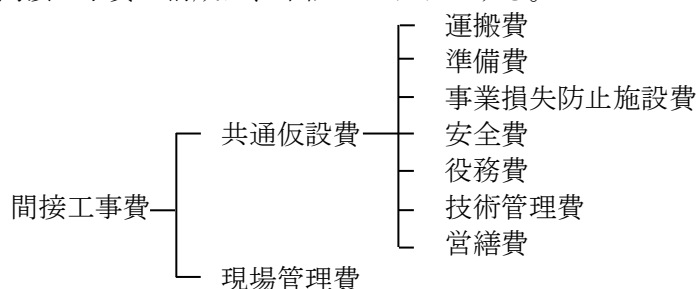 運搬費
準備費
事業損失防止施設費
共通仮設費
安全費
役務費
間接工事費
技術管理費
営繕費
現場管理費